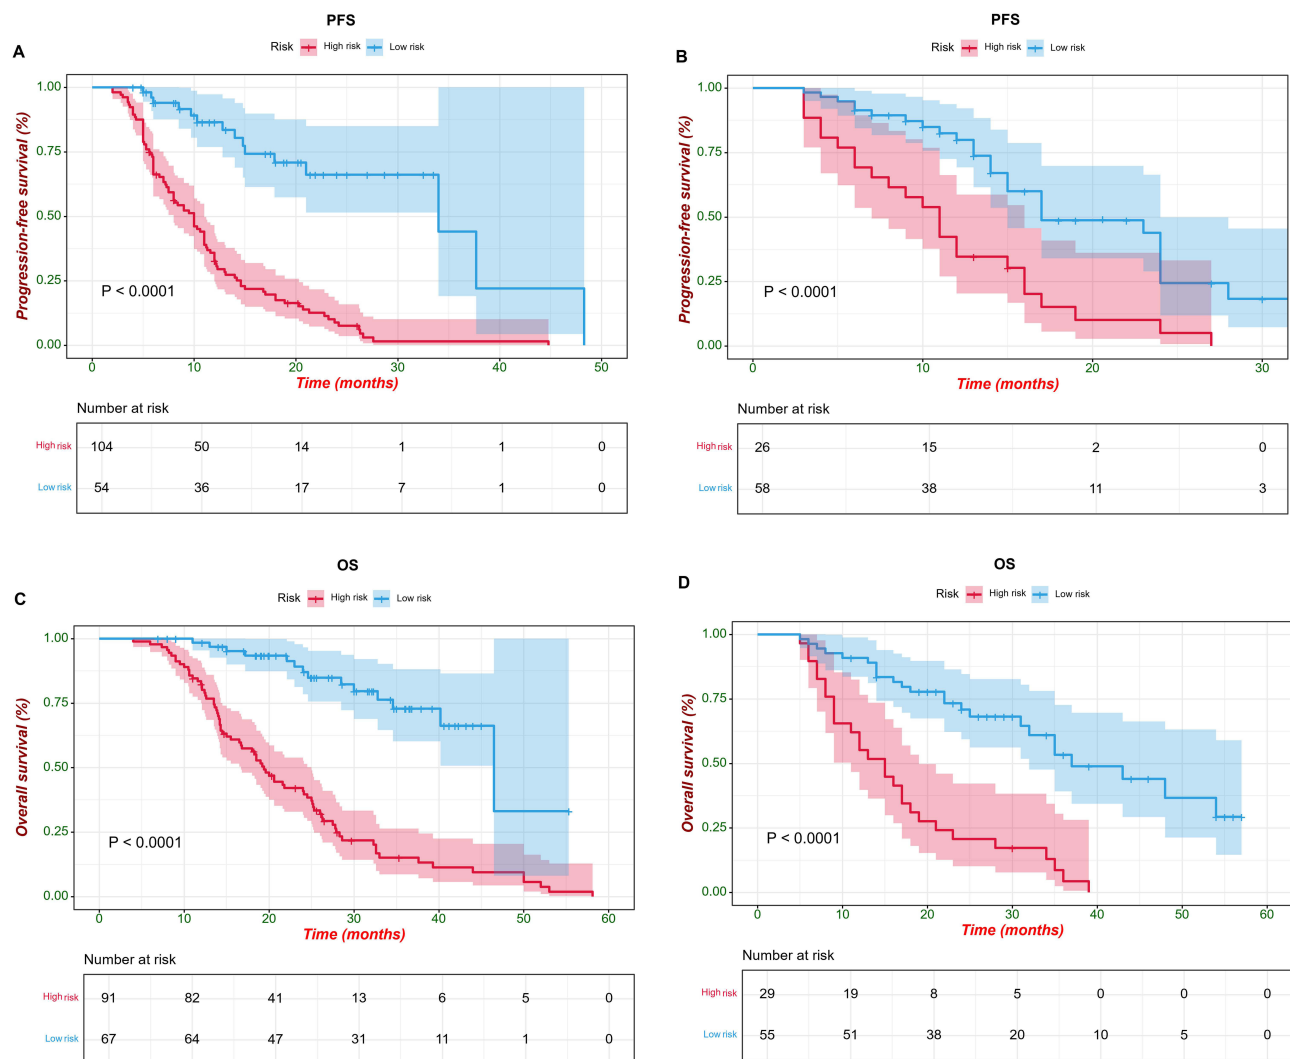 PFS
A
Risk High risk Low risk
1.00
0.75
0.50
0.25
0.00
Progression-free survival (%)
P < 0.0001
0 10 20 30 40 50
Time (months)
Number at risk
High risk 104 50 14 1 1 0
Low risk 54 36 17 7 1 0
PFS
B
Risk High risk Low risk
1.00
0.75
0.50
0.25
0.00
Progression-free survival (%)
P < 0.0001
0 10 20 30
Time (months)
Number at risk
High risk 26 15 2 0
Low risk 58 38 11 3
OS
C
Risk High risk Low risk
1.00
0.75
0.50
0.25
0.00
Overall survival (%)
P < 0.0001
0 10 20 30 40 50 60
Time (months)
Number at risk
High risk 91 82 41 13 6 5 0
Low risk 67 64 47 31 11 1 0
OS
D
Risk High risk Low risk
1.00
0.75
0.50
0.25
0.00
Overall survival (%)
P < 0.0001
0 10 20 30 40 50 60
Time (months)
Number at risk
High risk 29 19 8 5 0 0 0
Low risk 55 51 38 20 10 5 0